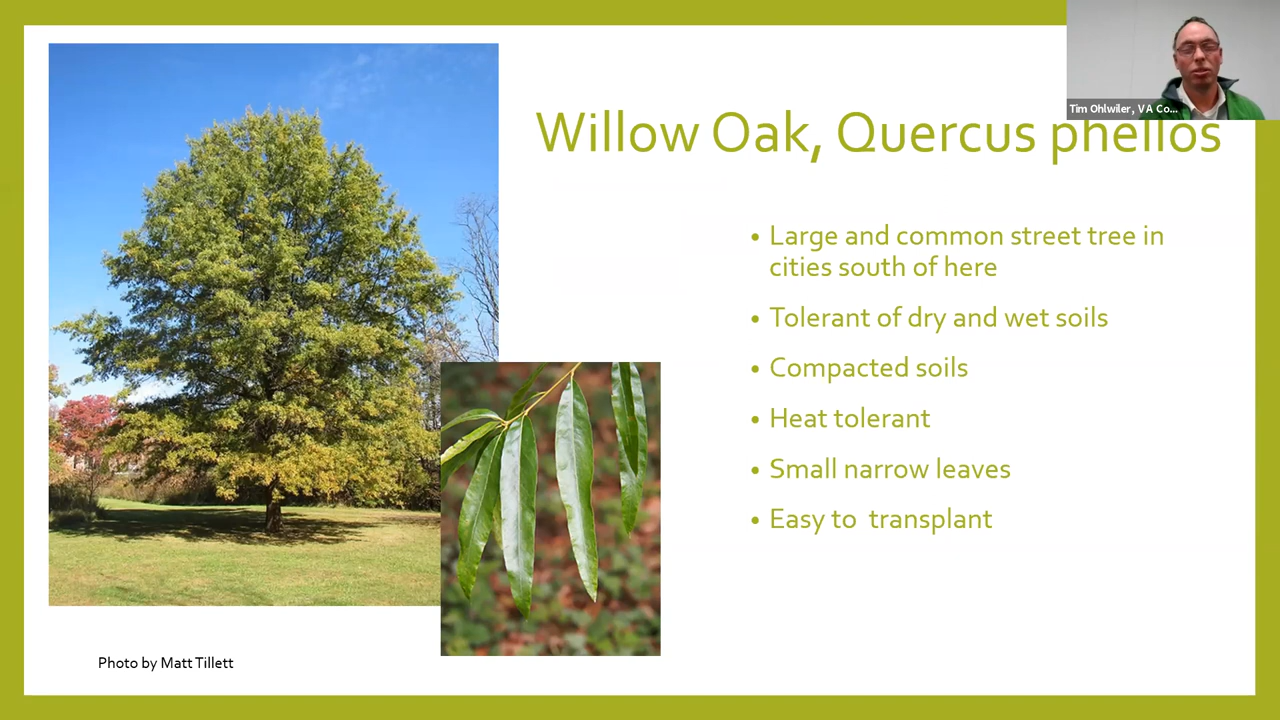 Tim Ohlwiler, VA Co...
Willow Oak, Quercus phellos
• Large and common street tree in
cities south of here
• Tolerant of dry and wet soils
• Compacted soils
• Heat tolerant
• Small narrow leaves
• Easy to  transplant
Photo by Matt Tillett